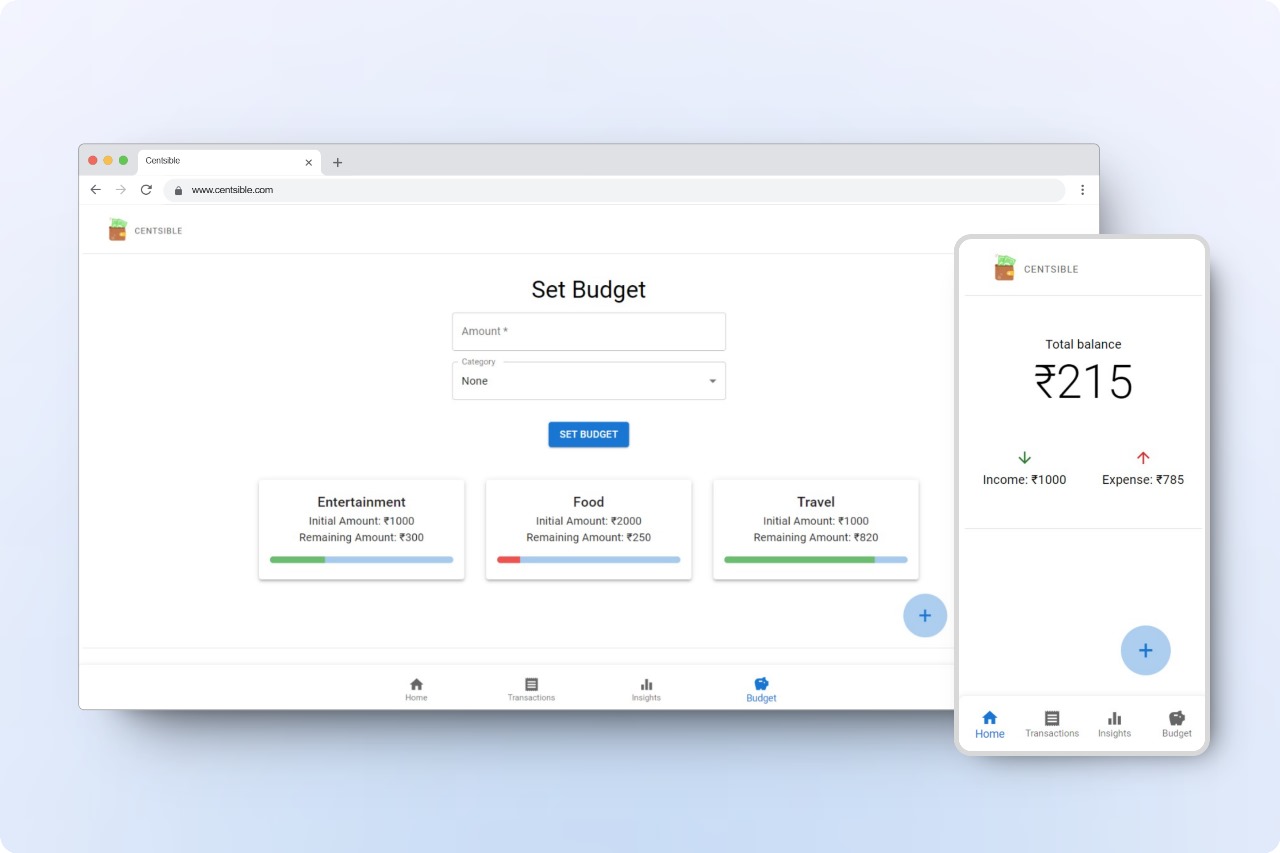 Centsible
www.centsible.com
CENTSIBLE
Set Budget
Amount *
Category
None
SET BUDGET
Entertainment
Initial Amount: ₹1000
Remaining Amount: ₹300
Food
Initial Amount: ₹2000
Remaining Amount: ₹250
Travel
Initial Amount: ₹1000
Remaining Amount: ₹820
Home
Transactions
Insights
Budget
CENTSIBLE
Total balance
₹215
Income: ₹1000
Expense: ₹785
Home
Transactions
Insights
Budget